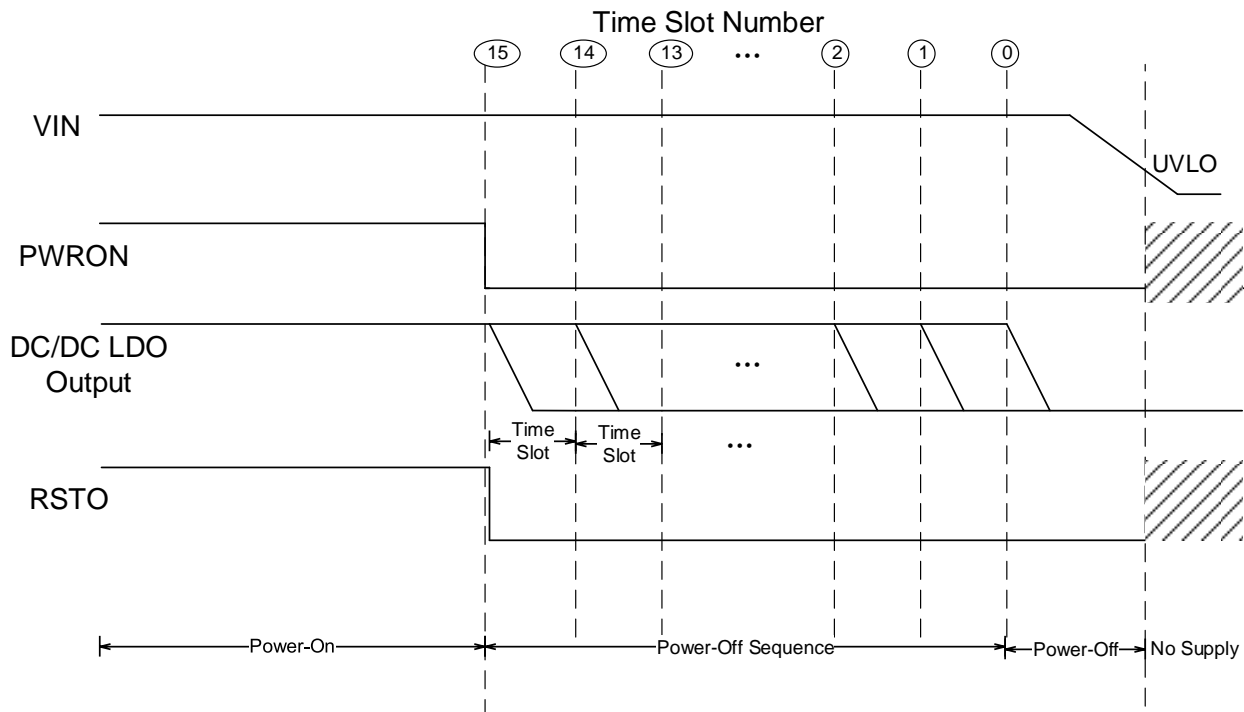 Time Slot Number
15 14 13 ... 2 1 0
VIN
UVLO
PWRON
DC/DC LDO
Output
...
Time
Slot
Time
Slot
...
RSTO
Power-On
Power-Off Sequence
Power-Off
No Supply